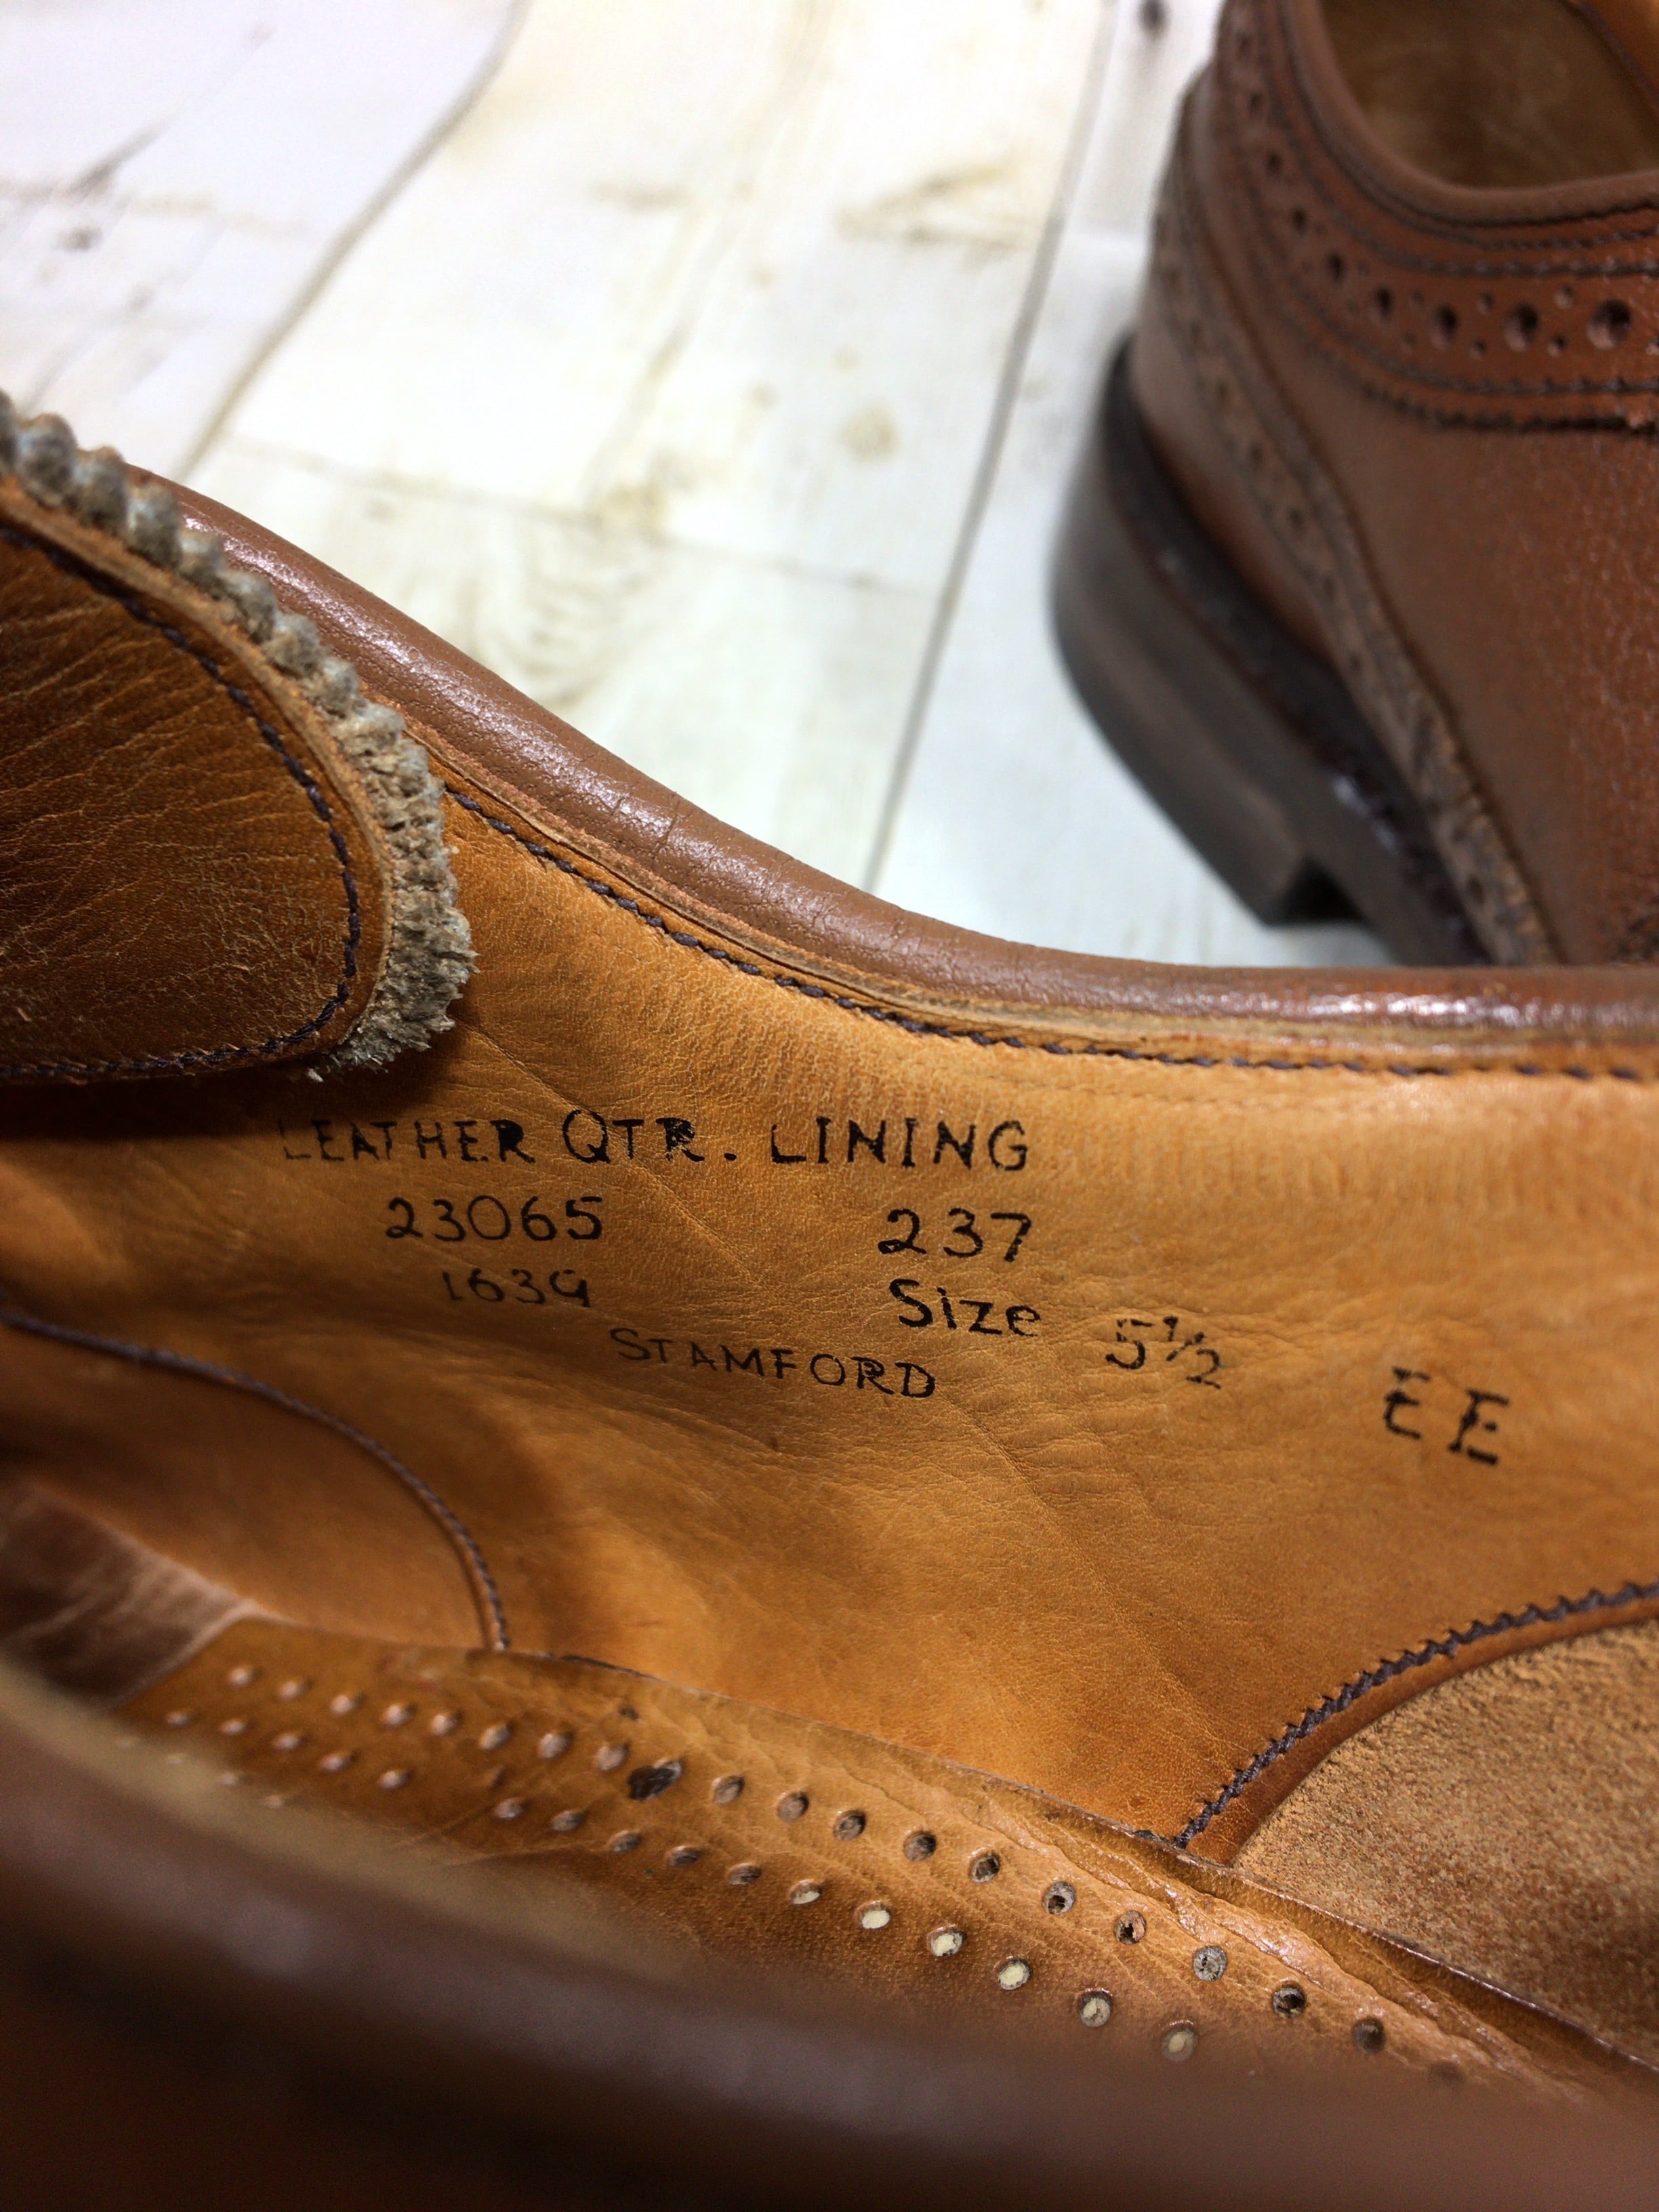 LEATHER QTR. LINING
23065 237
1639 Size 5½ EE
STAMFORD